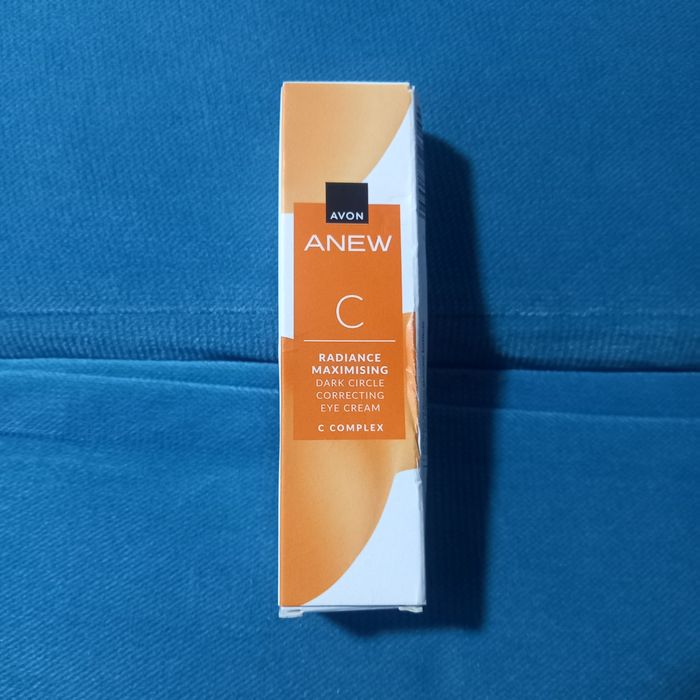 AVON
ANEW
C
RADIANCE
MAXIMISING
DARK CIRCLE
CORRECTING
EYE CREAM
C COMPLEX